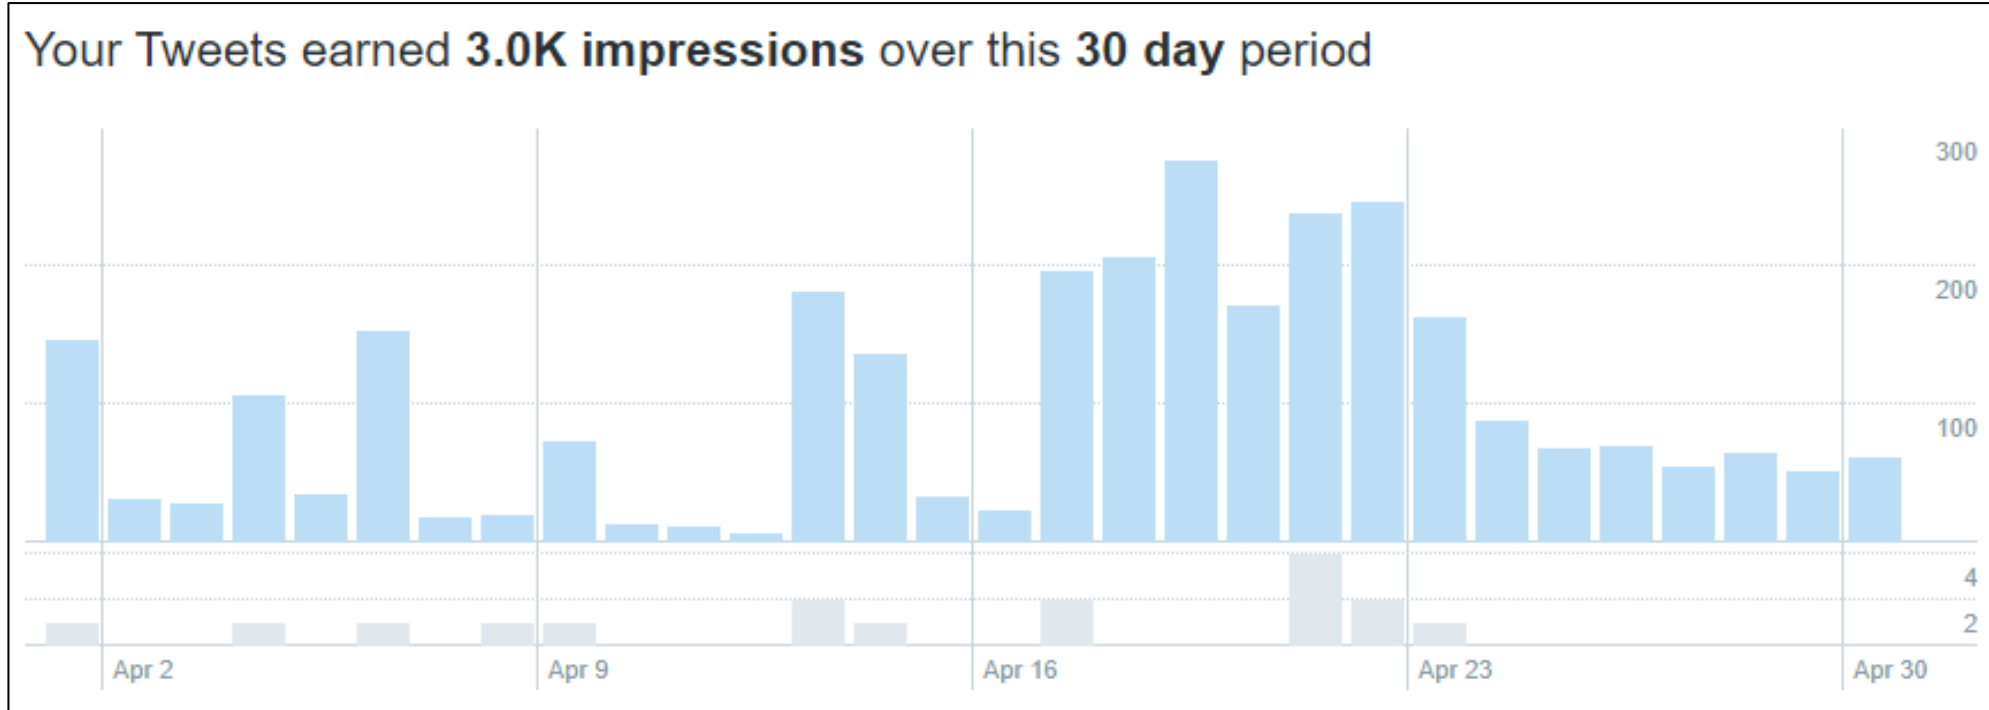 Your Tweets earned 3.0K impressions over this 30 day period
300
200
100
4
2
Apr 2
Apr 9
Apr 16
Apr 23
Apr 30